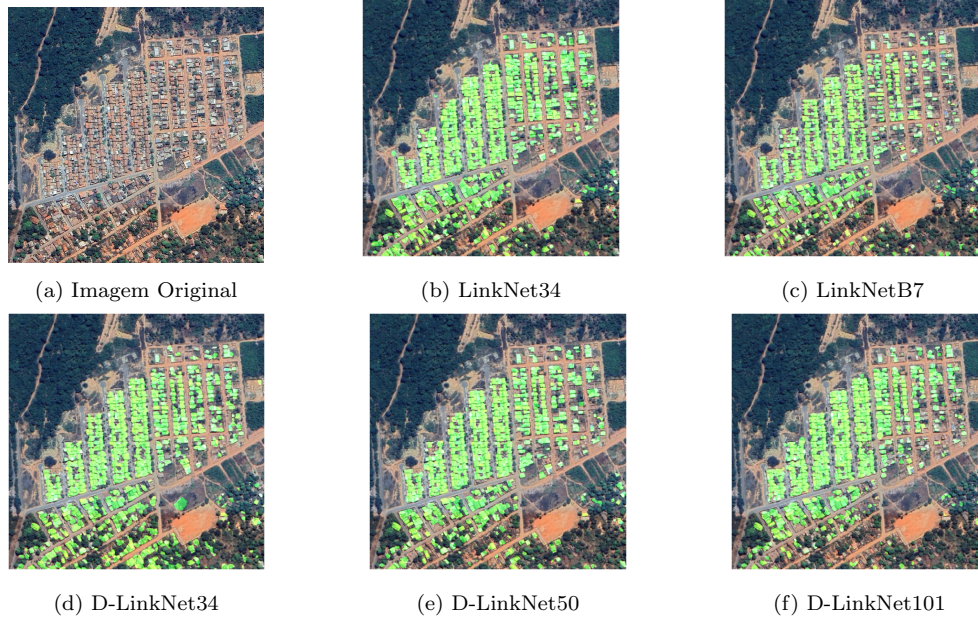 (a) Imagem Original
(b) LinkNet34
(c) LinkNetB7
(d) D-LinkNet34
(e) D-LinkNet50
(f) D-LinkNet101